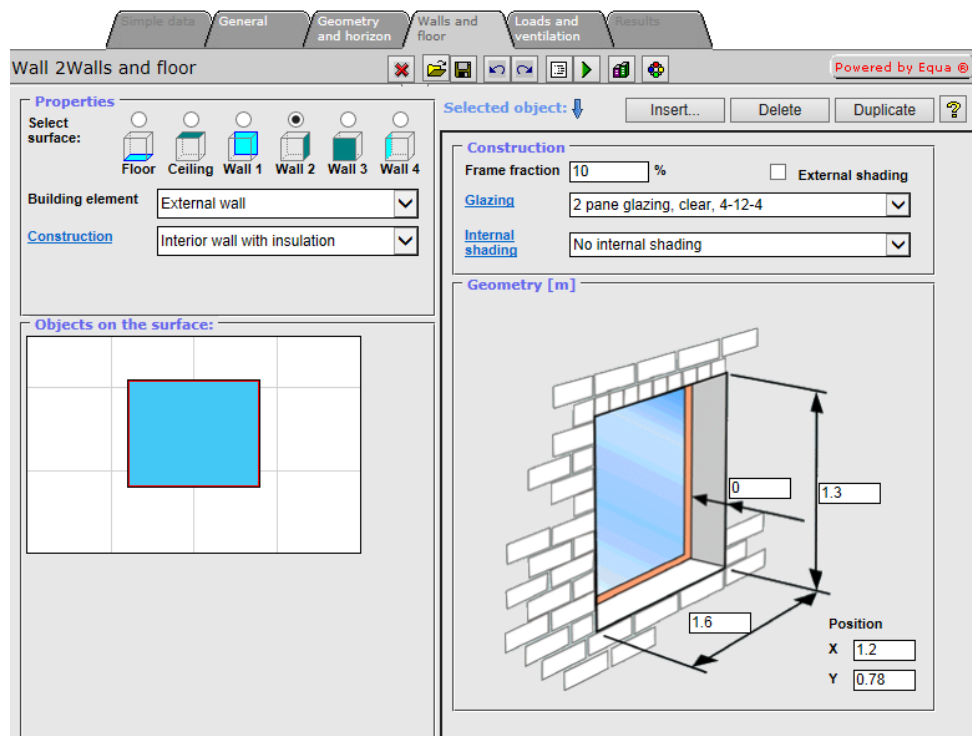 Simple data
General
Geometry
and horizon
Walls and
floor
Loads and
ventilation
Results
Wall 2Walls and floor
Powered by Equa ®
Properties
Select
surface:
Floor
Ceiling
Wall 1
Wall 2
Wall 3
Wall 4
Building element
External wall
Construction
Interior wall with insulation
Objects on the surface:
Selected object:
Insert...
Delete
Duplicate
?
Construction
Frame fraction
10
%
External shading
Glazing
2 pane glazing, clear, 4-12-4
Internal
shading
No internal shading
Geometry [m]
0
1.3
1.6
Position
X
1.2
Y
0.78